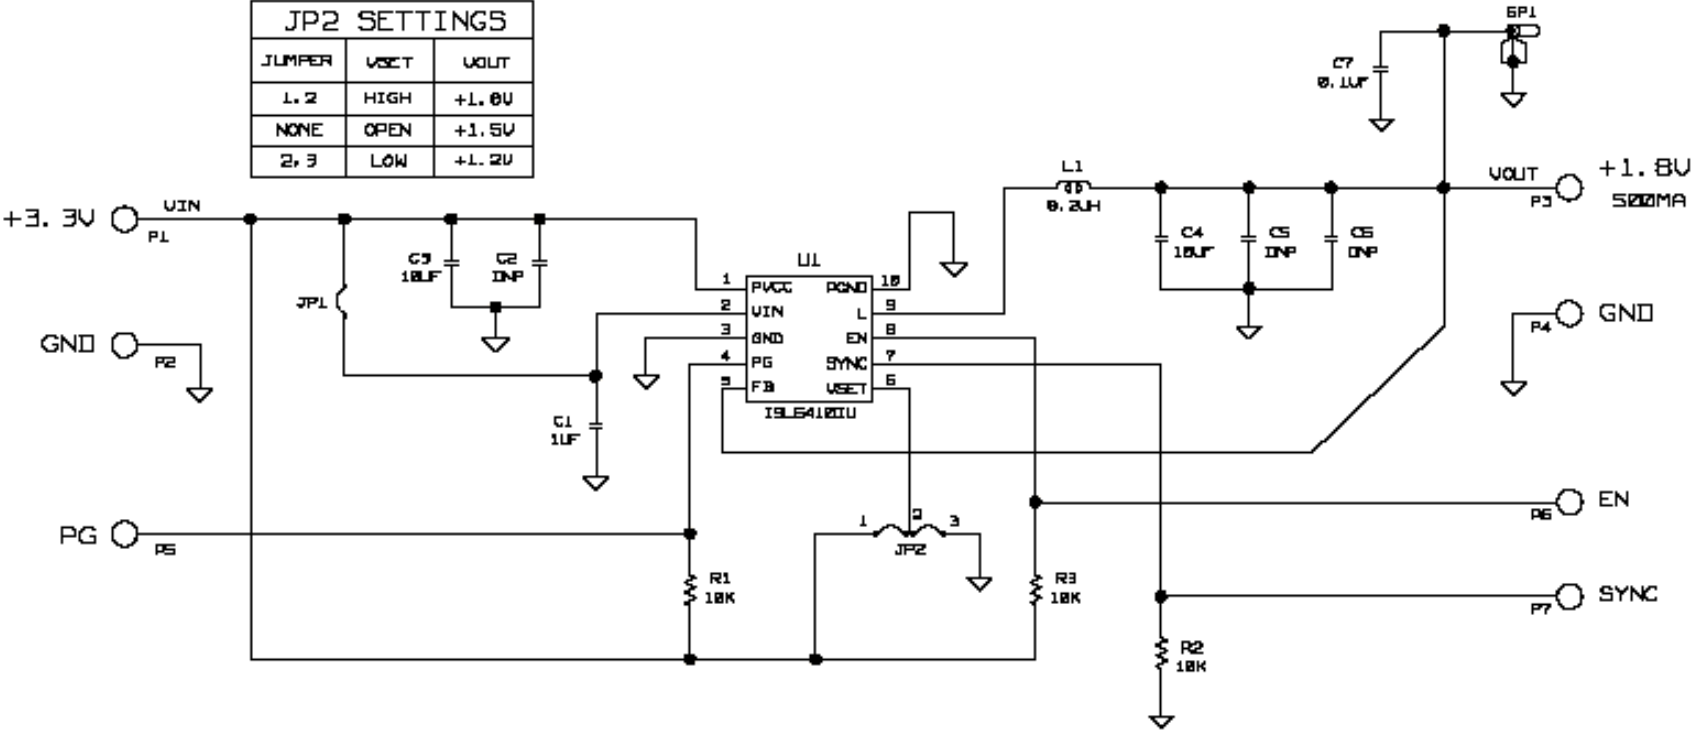 JP2 SETTINGS
JUMPER VSET VOUT
1.2 HIGH +1.8V
NONE OPEN +1.5V
2,3 LOW +1.2V
SP1
C7
0.1UF
+3.3V
VIN
P1
C3
10UF
C2
DNP
JP1
GND
P2
C1
1UF
U1
1 PVCC
2 VIN
3 GND
4 PG
5 FB
PGND 10
L 9
EN 8
SYNC 7
VSET 6
ISL6410IU
L1
8.2UH
C4
10UF
C5
DNP
C6
DNP
VOUT
P3
+1.8V
500MA
P4
GND
PG
P5
R1
10K
1 2 3
JP2
R3
10K
P6
EN
P7
SYNC
R2
10K